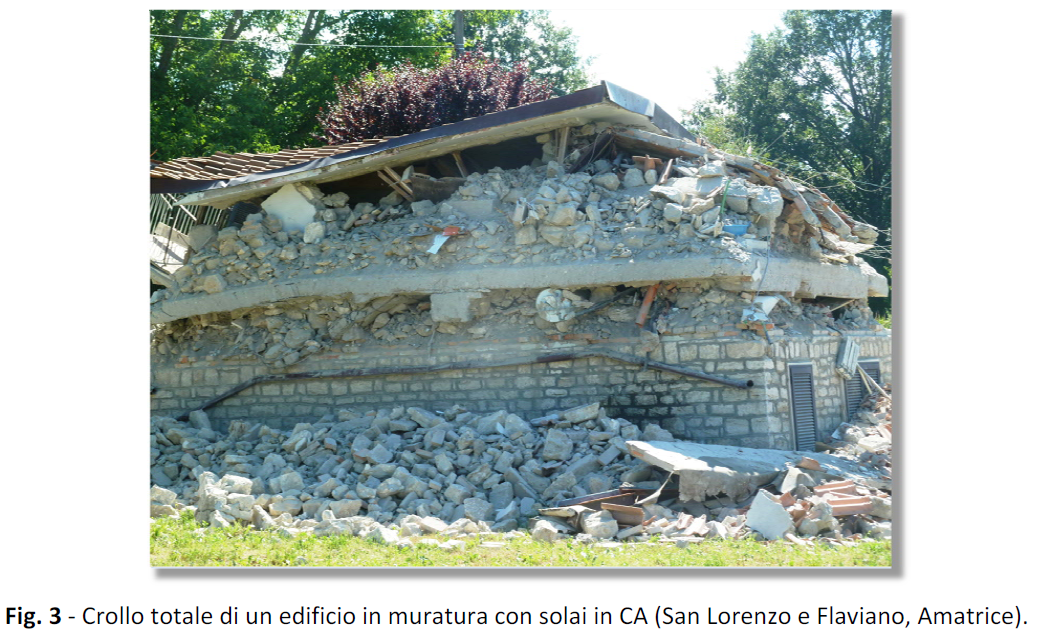 Fig. 3 - Crollo totale di un edificio in muratura con solai in CA (San Lorenzo e Flaviano, Amatrice).